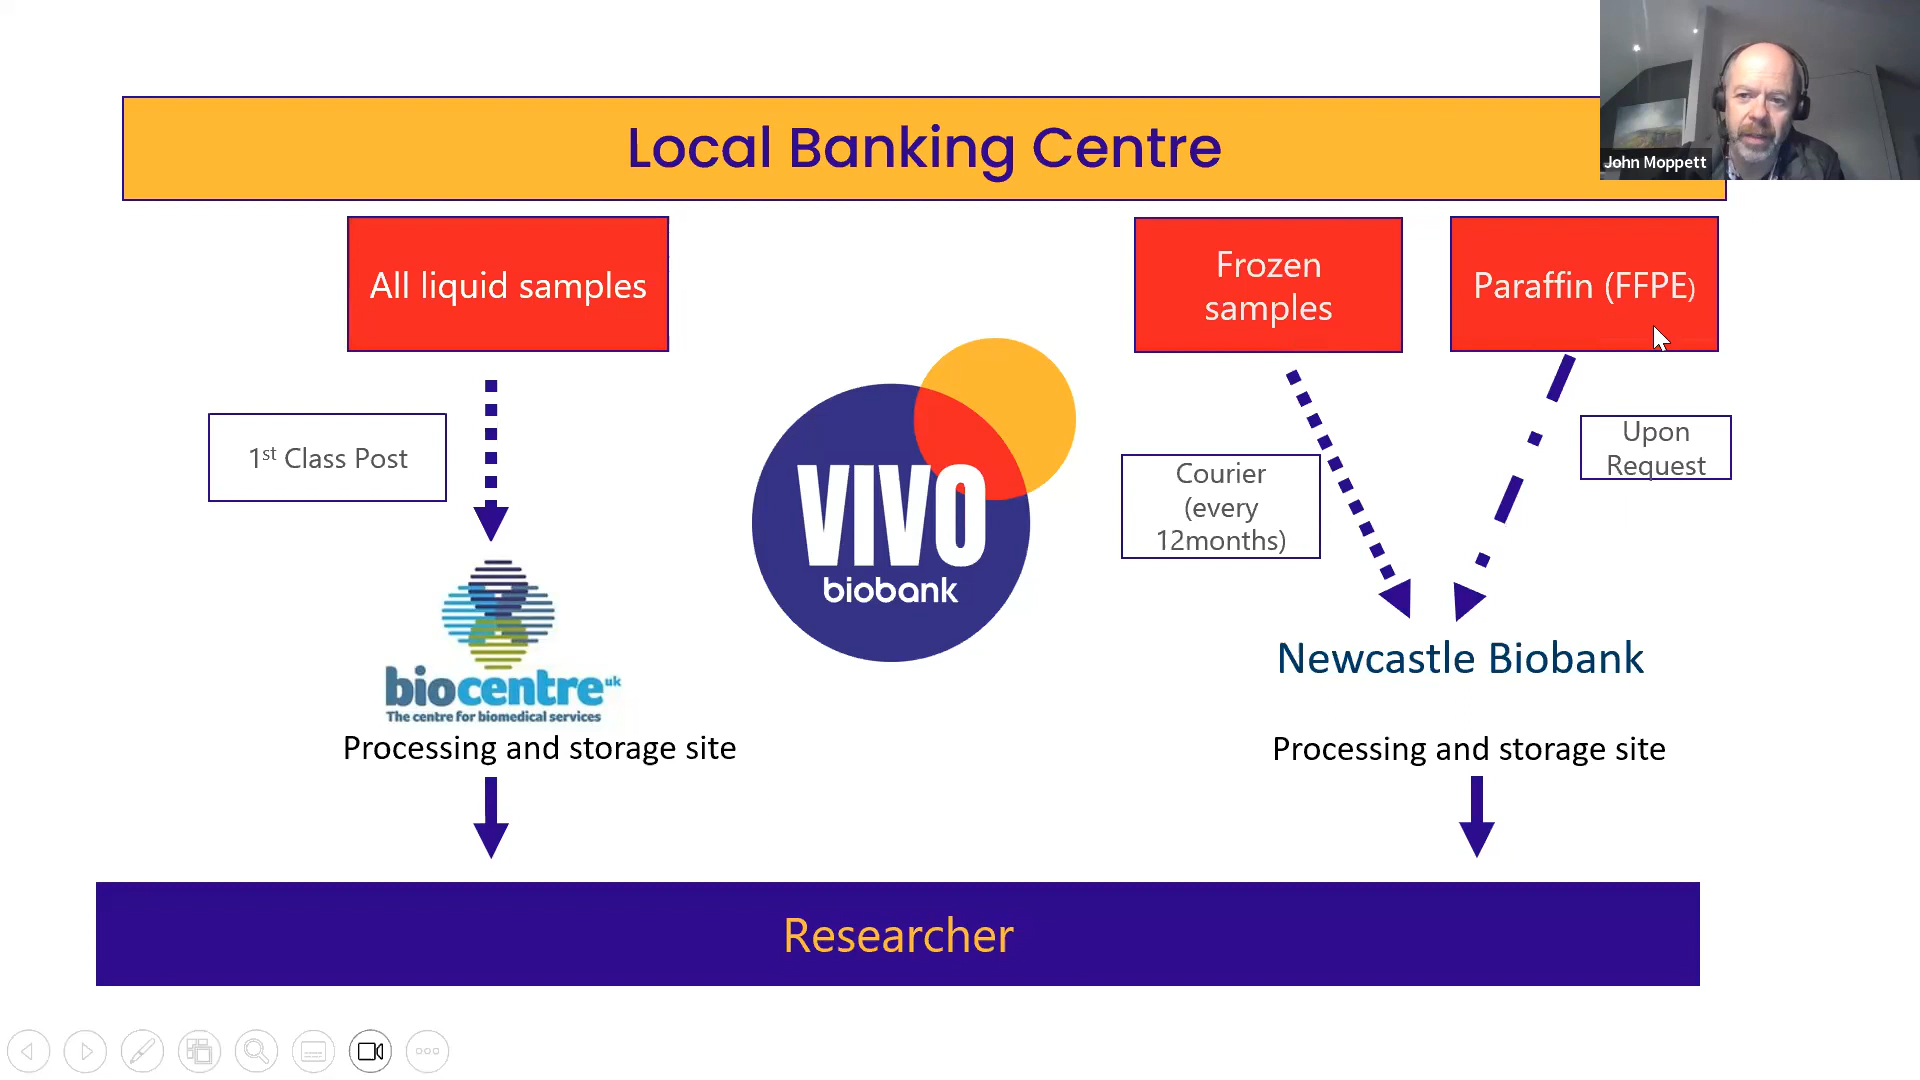 John Moppett
Local Banking Centre
All liquid samples
Frozen
samples
Paraffin (FFPE)
1st Class Post
Courier
(every
12months)
Upon
Request
VIVO
biobank
biocentre uk
The centre for biomedical services
Newcastle Biobank
Processing and storage site
Processing and storage site
Researcher